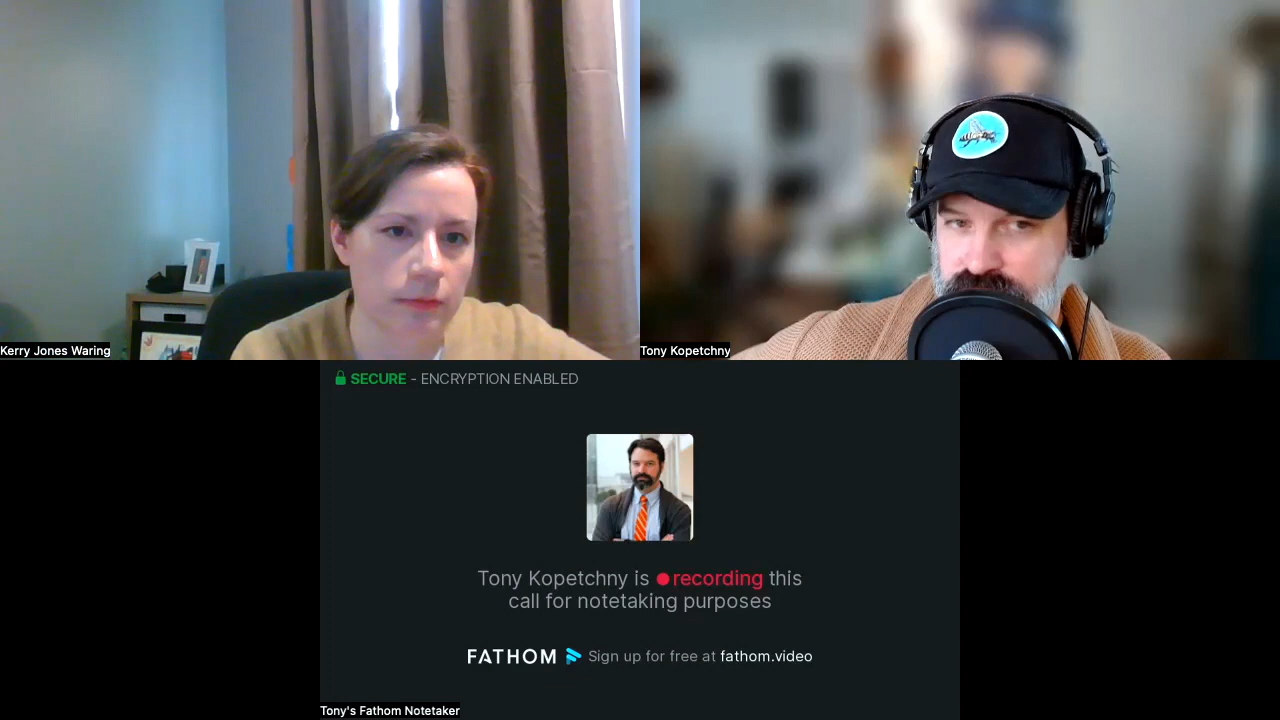 Kerry Jones Waring
Tony Kopetchny
SECURE - ENCRYPTION ENABLED
Tony Kopetchny is recording this
call for notetaking purposes
FATHOM Sign up for free at fathom.video
Tony's Fathom Notetaker